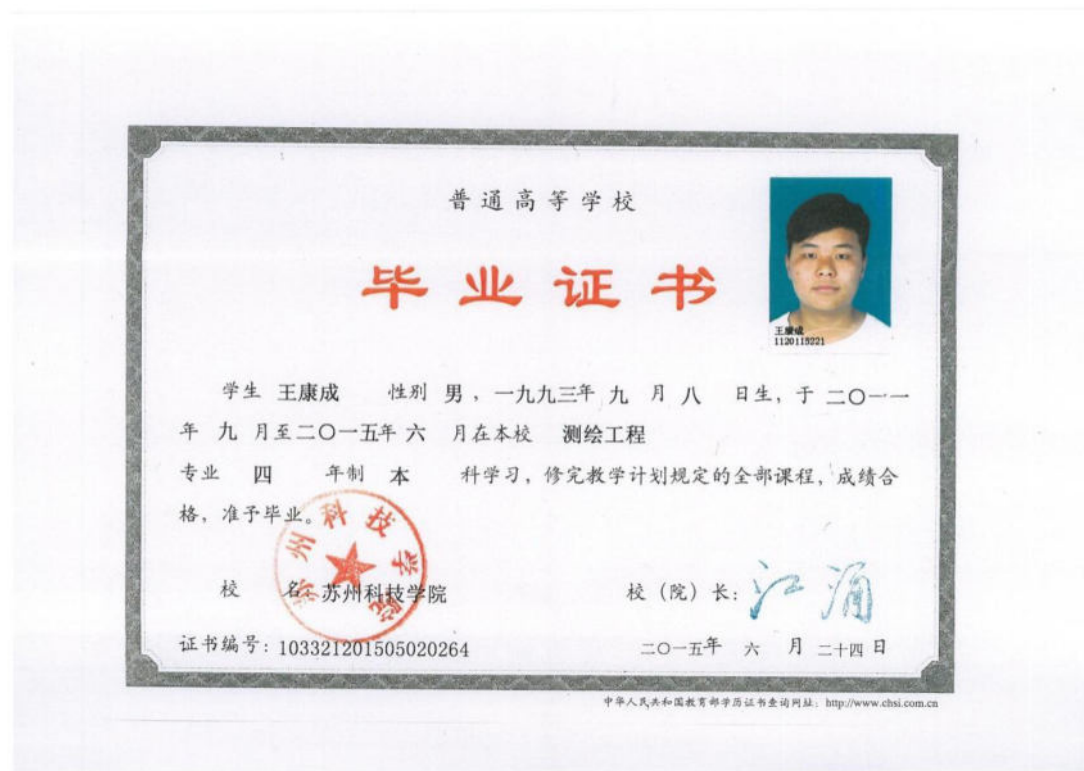 普通高等学校
毕业证书
王康成
1120115221
学生 王康成 性别 男，一九九三年 九 月 八 日生，于 二〇一一
年 九 月至二〇一五年 六 月在本校 测绘工程
专业 四 年制 本 科学习，修完教学计划规定的全部课程，成绩合
格，准予毕业。
苏州科技学院
校 名：苏州科技学院
校（院）长：江涌
证书编号：103321201505020264
二〇一五年 六 月 二十四 日
中华人民共和国教育部学历证书查询网址：http://www.chsi.com.cn